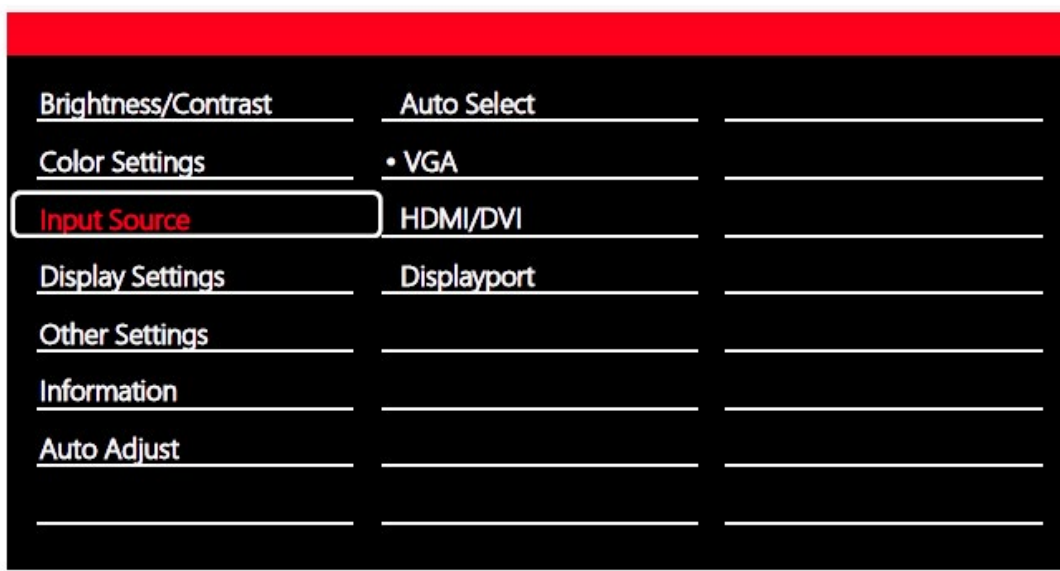 Brightness/Contrast
Auto Select
Color Settings
• VGA
Input Source
HDMI/DVI
Display Settings
Displayport
Other Settings
Information
Auto Adjust